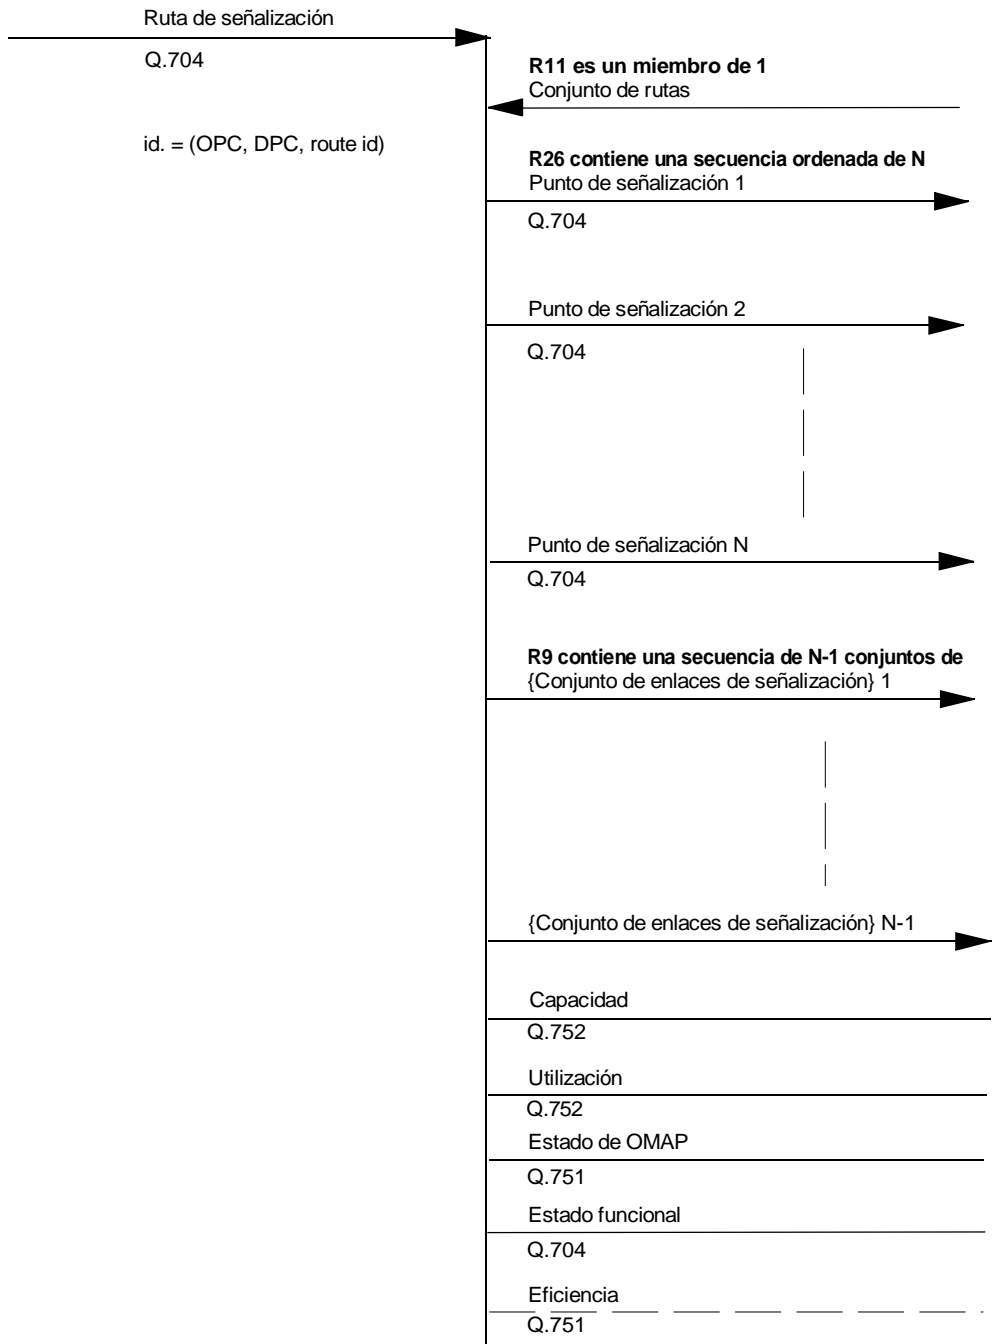 Ruta de señalización
Q.704
id. = (OPC, DPC, route id)
R11 es un miembro de 1
Conjunto de rutas
R26 contiene una secuencia ordenada de N
Punto de señalización 1
Q.704
Punto de señalización 2
Q.704
Punto de señalización N
Q.704
R9 contiene una secuencia de N-1 conjuntos de
{Conjunto de enlaces de señalización} 1
{Conjunto de enlaces de señalización} N-1
Capacidad
Q.752
Utilización
Q.752
Estado de OMAP
Q.751
Estado funcional
Q.704
Eficiencia
Q.751